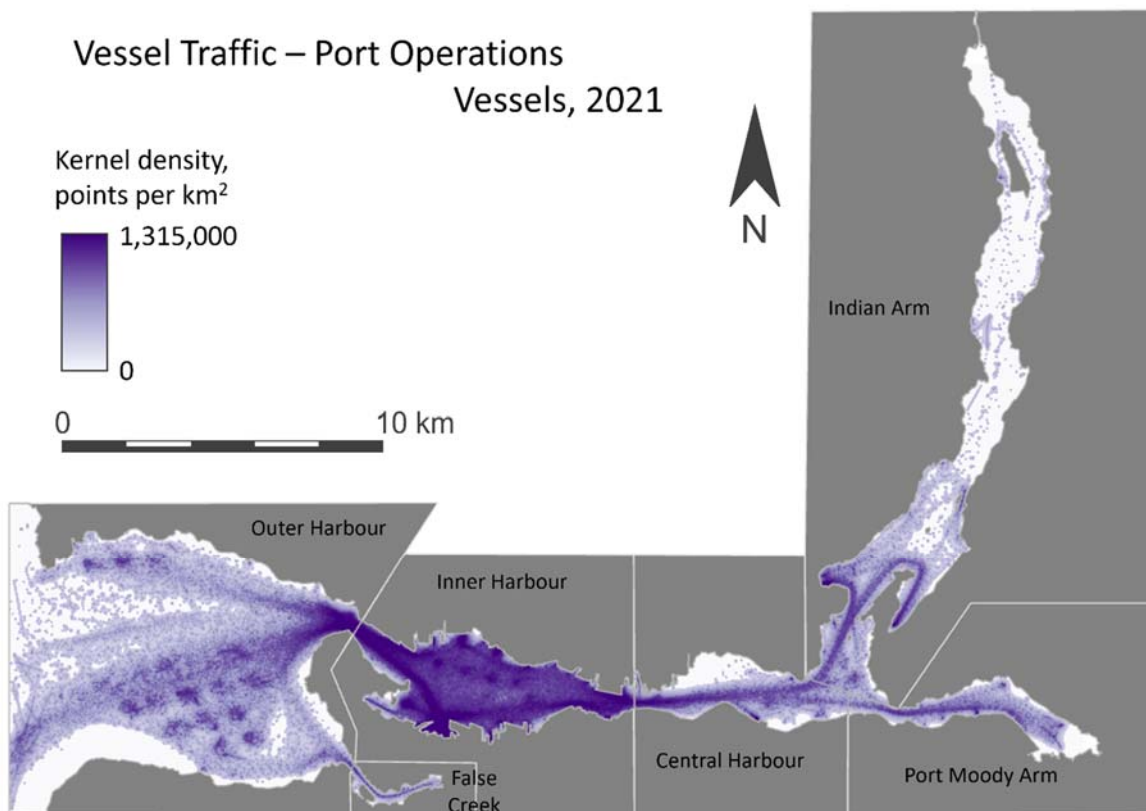 Vessel Traffic – Port Operations
Vessels, 2021
Kernel density,
points per km²
1,315,000
0
0 10 km
N
Indian Arm
Outer Harbour
Inner Harbour
Central Harbour
False
Creek
Port Moody Arm